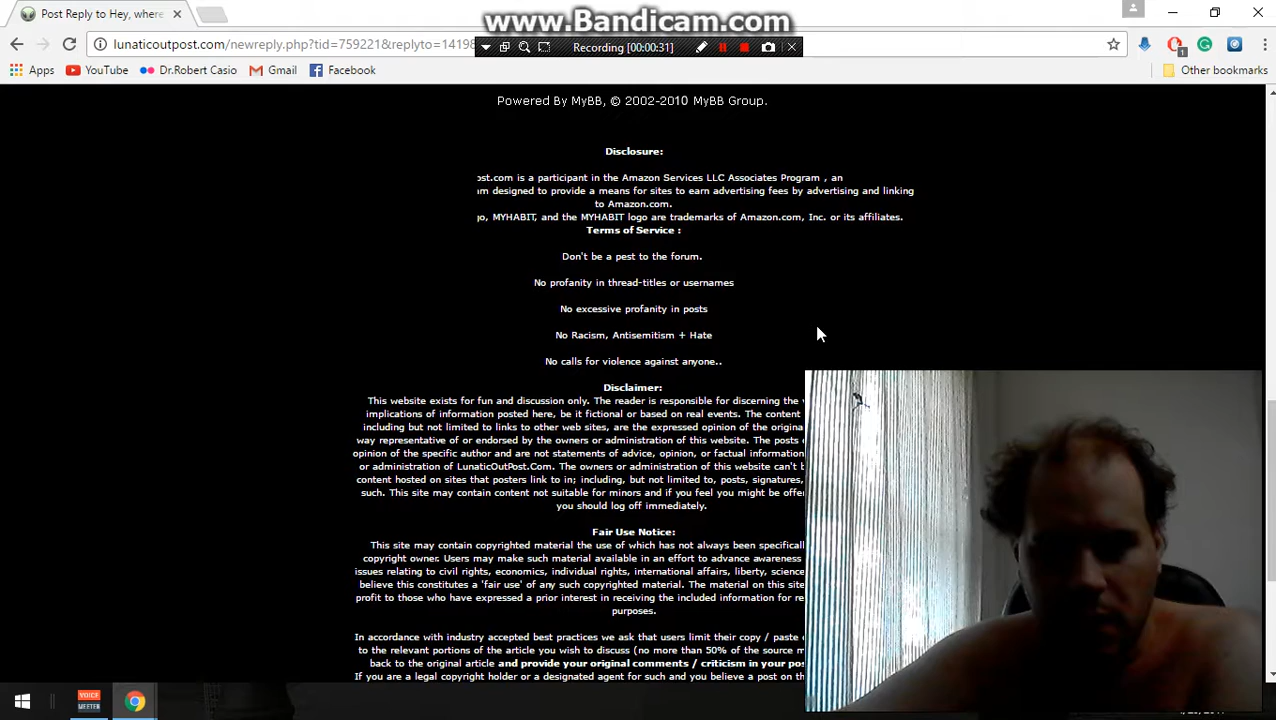 www.Bandicam.com
Post Reply to Hey, where
Recording [00:00:31]
lunaticoutpost.com/newreply.php?tid=759221&replyto=14198
1
Apps YouTube Dr.Robert Casio Gmail Facebook Other bookmarks
Powered By MyBB, © 2002-2010 MyBB Group.
Disclosure:
ost.com is a participant in the Amazon Services LLC Associates Program , an
m designed to provide a means for sites to earn advertising fees by advertising and linking
to Amazon.com.
go, MYHABIT, and the MYHABIT logo are trademarks of Amazon.com, Inc. or its affiliates.
Terms of Service :
Don't be a pest to the forum.
No profanity in thread-titles or usernames
No excessive profanity in posts
No Racism, Antisemitism + Hate
No calls for violence against anyone..
Disclaimer:
This website exists for fun and discussion only. The reader is responsible for discerning the
implications of information posted here, be it fictional or based on real events. The content
including but not limited to links to other web sites, are the expressed opinion of the
way representative of or endorsed by the owners or administration of this website. The posts
opinion of the specific author and are not statements of advice, opinion, or factual
or administration of LunaticOutPost.Com. The owners or administration of this website can't
content hosted on sites that posters link to in; including, but not limited to, posts, signatures,
such. This site may contain content not suitable for minors and if you feel you might be
you should log off immediately.
Fair Use Notice:
This site may contain copyrighted material the use of which has not always been
copyright owner. Users may make such material available in an effort to advance awareness
issues relating to civil rights, economics, individual rights, international affairs, liberty,
believe this constitutes a 'fair use' of any such copyrighted material. The material on this
profit to those who have expressed a prior interest in receiving the included information for
purposes.
In accordance with industry accepted best practices we ask that users limit their copy / paste
to the relevant portions of the article you wish to discuss (no more than 50% of the source
back to the original article and provide your original comments / criticism in your
If you are a legal copyright holder or a designated agent for such and you believe a post on
VOICE
MEETER